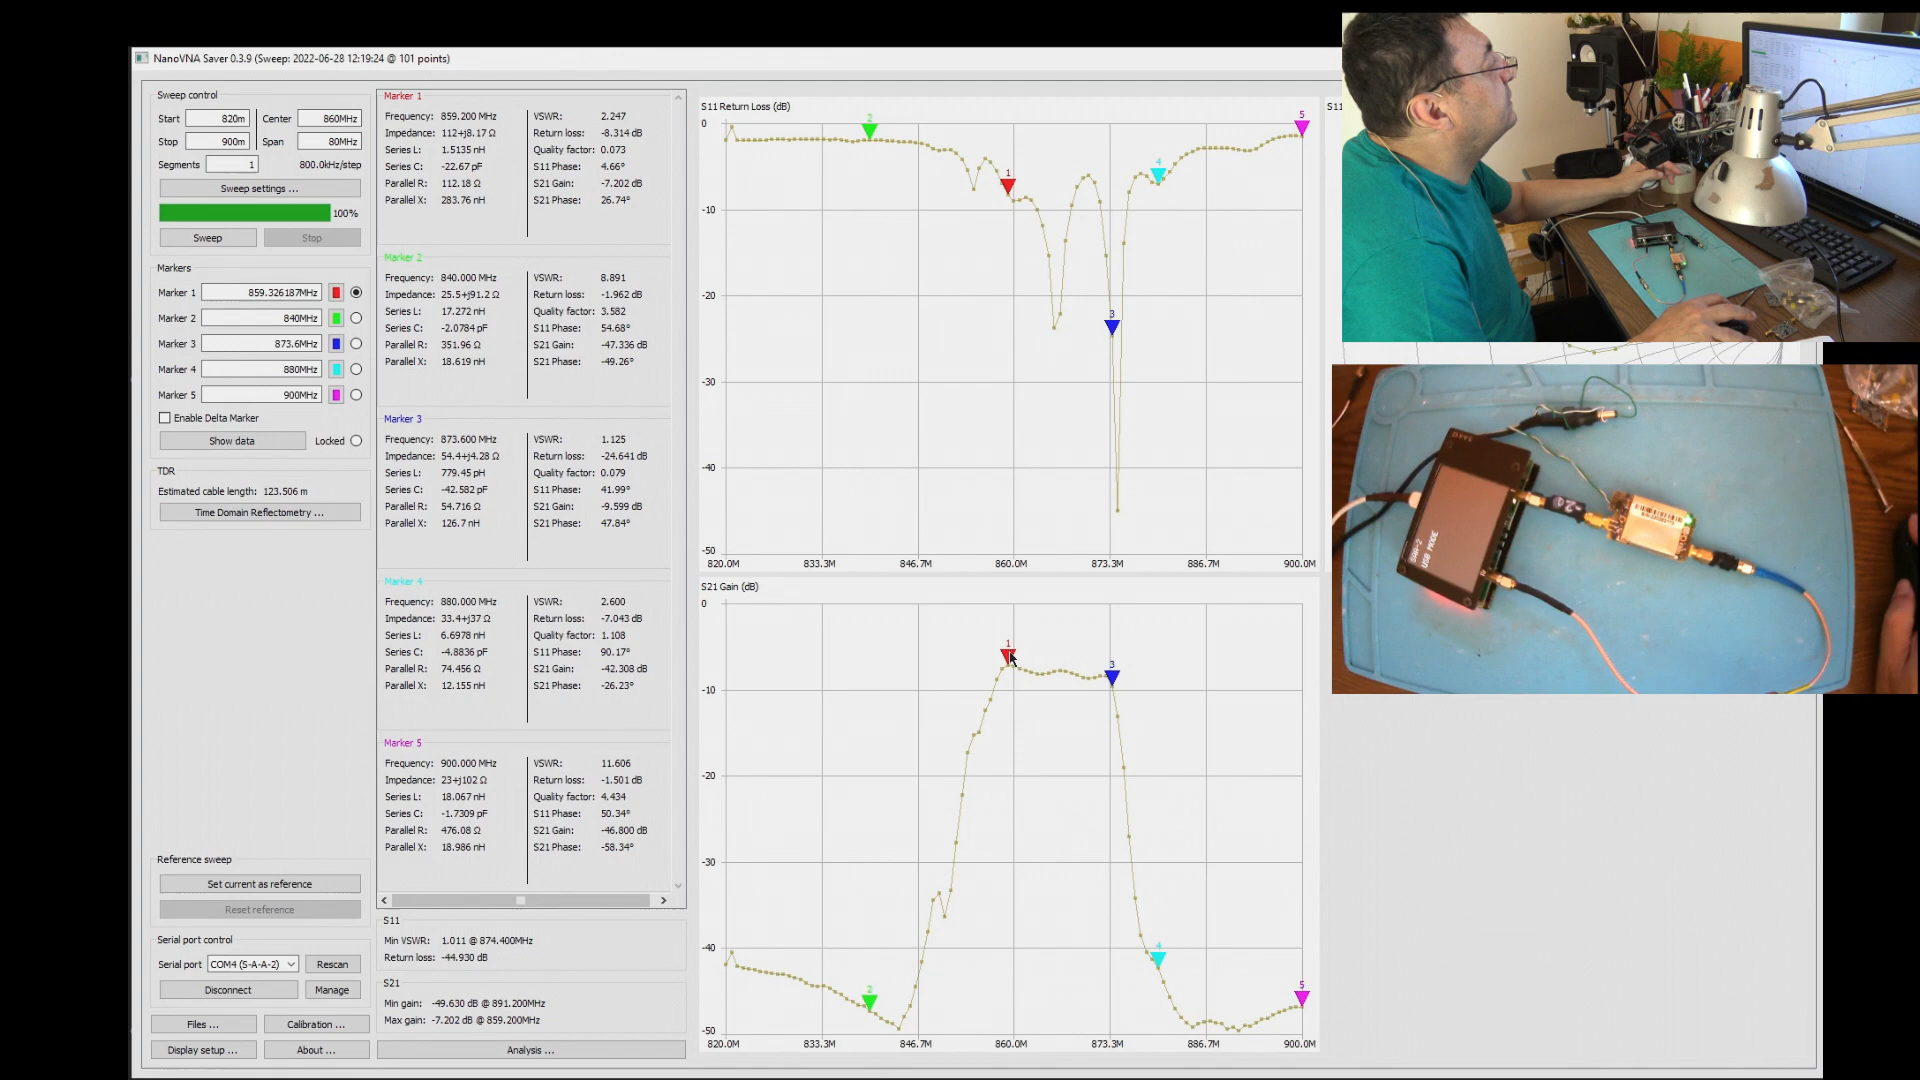 NanoVNA Saver 0.3.9 (Sweep: 2022-06-28 12:19:24 @ 101 points)
Sweep control
Start 820m Center 860MHz
Stop 900m Span 80MHz
Segments 1 800.0kHz/step
Sweep settings ...
100%
Sweep Stop
Markers
Marker 1 859.326187MHz
Marker 2 840MHz
Marker 3 873.6MHz
Marker 4 880MHz
Marker 5 900MHz
Enable Delta Marker
Show data Locked
TDR
Estimated cable length: 123.506 m
Time Domain Reflectometry ...
Reference sweep
Set current as reference
Reset reference
Serial port control
Serial port COM4 (S-A-A-2) Rescan
Disconnect Manage
Files ... Calibration ...
Display setup ... About ...
Marker 1
Frequency: 859.200 MHz VSWR: 2.247
Impedance: 112+j8.17 Ω Return loss: -8.314 dB
Series L: 1.5135 nH Quality factor: 0.073
Series C: -22.67 pF S11 Phase: 4.66°
Parallel R: 112.18 Ω S21 Gain: -7.202 dB
Parallel X: 283.76 nH S21 Phase: 26.74°
Marker 2
Frequency: 840.000 MHz VSWR: 8.891
Impedance: 25.5+j91.2 Ω Return loss: -1.962 dB
Series L: 17.272 nH Quality factor: 3.582
Series C: -2.0784 pF S11 Phase: 54.68°
Parallel R: 351.96 Ω S21 Gain: -47.336 dB
Parallel X: 18.619 nH S21 Phase: -49.26°
Marker 3
Frequency: 873.600 MHz VSWR: 1.125
Impedance: 54.4+j4.28 Ω Return loss: -24.641 dB
Series L: 779.45 pH Quality factor: 0.079
Series C: -42.582 pF S11 Phase: 41.99°
Parallel R: 54.716 Ω S21 Gain: -9.599 dB
Parallel X: 126.7 nH S21 Phase: 47.84°
Marker 4
Frequency: 880.000 MHz VSWR: 2.600
Impedance: 33.4+j37 Ω Return loss: -7.043 dB
Series L: 6.6978 nH Quality factor: 1.108
Series C: -4.8836 pF S11 Phase: 90.17°
Parallel R: 74.456 Ω S21 Gain: -42.308 dB
Parallel X: 12.155 nH S21 Phase: -26.23°
Marker 5
Frequency: 900.000 MHz VSWR: 11.606
Impedance: 23+j102 Ω Return loss: -1.501 dB
Series L: 18.067 nH Quality factor: 4.434
Series C: -1.7309 pF S11 Phase: 50.34°
Parallel R: 476.08 Ω S21 Gain: -46.800 dB
Parallel X: 18.986 nH S21 Phase: -58.34°
S11
Min VSWR: 1.011 @ 874.400MHz
Return loss: -44.930 dB
S21
Min gain: -49.630 dB @ 891.200MHz
Max gain: -7.202 dB @ 859.200MHz
Analysis ...
S11 Return Loss (dB)
0
-10
-20
-30
-40
-50
820.0M 833.3M 846.7M 860.0M 873.3M 886.7M 900.0M
1
2
3
4
5
S21 Gain (dB)
0
-10
-20
-30
-40
-50
820.0M 833.3M 846.7M 860.0M 873.3M 886.7M 900.0M
1
2
3
4
5
S11
SAA-2
USB MODE